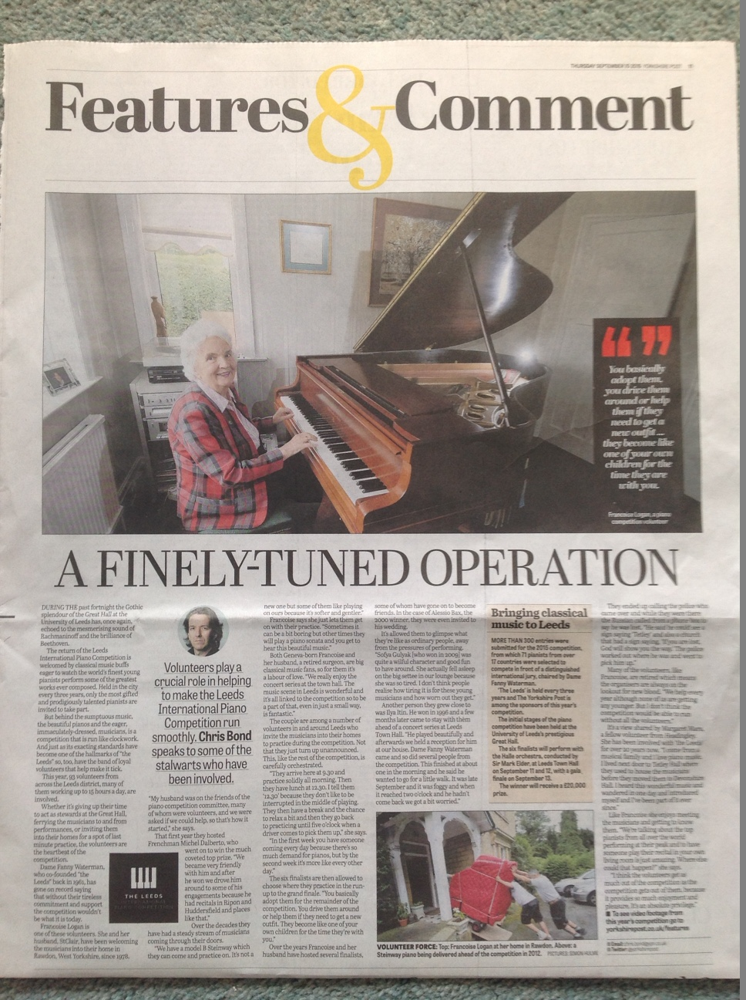 THURSDAY SEPTEMBER 10 2015 YORKSHIRE POST
Features & Comment
“ ”
You basically
adopt them,
you drive them
around or help
them if they
need to get a
new outfit ...
they become like
one of your own
children for the
time they are
with you.
Francoise Logan, a piano
competition volunteer
A FINELY-TUNED OPERATION
DURING THE past fortnight the Gothic
splendour of the Great Hall at the
University of Leeds has, once again,
echoed to the mesmerising sound of
Rachmaninoff and the brilliance of
Beethoven.
The return of the Leeds
International Piano Competition is
welcomed by classical music buffs
eager to watch the world's finest young
pianists perform some of the greatest
works ever composed. Held in the city
every three years, only the most gifted
and prodigiously talented pianists are
invited to take part.
But behind the sumptuous music,
the beautiful pianos and the eager,
immaculately-dressed, musicians, is a
competition that is run like clockwork.
And just as its exacting standards have
become one of the hallmarks of "the
Leeds" so, too, have the band of loyal
volunteers that help make it tick.
This year, 93 volunteers from
across the Leeds district, many of
them working up to 15 hours a day, are
involved.
Whether it's giving up their time
to act as stewards at the Great Hall,
ferrying the musicians to and from
performances, or inviting them
into their homes for a spot of last
minute practice, the volunteers are
the heartbeat of the
competition.
Dame Fanny Waterman,
who co-founded "the
Leeds" back in 1961, has
gone on record saying
that without their tireless
commitment and support
the competition wouldn't
be what it is today.
Francoise Logan is
one of these volunteers. She and her
husband, StClair, have been welcoming
the musicians into their home in
Rawdon, West Yorkshire, since 1978.
Volunteers play a
crucial role in helping
to make the Leeds
International Piano
Competition run
smoothly. Chris Bond
speaks to some of the
stalwarts who have
been involved.
"My husband was on the friends of the
piano competition committee, many
of whom were volunteers, and we were
asked if we could help, so that's how it
started," she says.
That first year they hosted
Frenchman Michel Dalberto, who
went on to win the much
coveted top prize. "We
became very friendly
with him and after
he won we drove him
around to some of his
engagements because he
had recitals in Ripon and
Huddersfield and places
like that."
Over the decades they
have had a steady stream of musicians
coming through their doors.
"We have a model B Steinway which
they can come and practice on. It's not a
THE LEEDS
new one but some of them like playing
on ours because it's softer and gentler."
Francoise says she just lets them get
on with their practice. "Sometimes it
can be a bit boring but other times they
will play a piano sonata and you get to
hear this beautiful music."
Both Geneva-born Francoise and
her husband, a retired surgeon, are big
classical music fans, so for them it's
a labour of love. "We really enjoy the
concert series at the town hall. The
music scene in Leeds is wonderful and
it's all linked to the competition so to be
a part of that, even in just a small way,
is fantastic."
The couple are among a number of
volunteers in and around Leeds who
invite the musicians into their homes
to practice during the competition. Not
that they just turn up unannounced.
This, like the rest of the competition, is
carefully orchestrated.
"They arrive here at 9.30 and
practice solidly all morning. Then
they have lunch at 12.30. I tell them
'12.30' because they don't like to be
interrupted in the middle of playing.
They then have a break and the chance
to relax a bit and then they go back
to practicing until five o'clock when a
driver comes to pick them up," she says.
"In the first week you have someone
coming every day because there's so
much demand for pianos, but by the
second week it's more like every other
day."
The six finalists are then allowed to
choose where they practice in the run-
up to the grand finale. "You basically
adopt them for the remainder of the
competition. You drive them around
or help them if they need to get a new
outfit. They become like one of your
own children for the time they're with
you."
Over the years Francoise and her
husband have hosted several finalists,
some of whom have gone on to become
friends. In the case of Alessio Bax, the
2000 winner, they were even invited to
his wedding.
It's allowed them to glimpse what
they're like as ordinary people, away
from the pressures of performing.
"Sofya Gulyak [who won in 2009] was
quite a wilful character and good fun
to have around. She actually fell asleep
on the big settee in our lounge because
she was so tired. I don't think people
realise how tiring it is for these young
musicians and how worn out they get."
Another person they grew close to
was Ilya Itin. He won in 1996 and a few
months later came to stay with them
ahead of a concert series at Leeds
Town Hall. "He played beautifully and
afterwards we held a reception for him
at our house. Dame Fanny Waterman
came and so did several people from
the competition. This finished at about
one in the morning and he said he
wanted to go for a little walk. It was late
September and it was foggy and when
it reached two o'clock and he hadn't
come back we got a bit worried."
Bringing classical
music to Leeds
MORE THAN 300 entries were
submitted for the 2015 competition,
from which 71 pianists from over
17 countries were selected to
compete in front of a distinguished
international jury, chaired by Dame
Fanny Waterman.
'The Leeds' is held every three
years and The Yorkshire Post is
among the sponsors of this year's
competition.
The initial stages of the piano
competition have been held at the
University of Leeds's prestigious
Great Hall.
The six finalists will perform with
the Halle orchestra, conducted by
Sir Mark Elder, at Leeds Town Hall
on September 11 and 12, with a gala
finale on September 13.
The winner will receive a £20,000
prize.
VOLUNTEER FORCE: Top: Francoise Logan at her home in Rawdon. Above: a
Steinway piano being delivered ahead of the competition in 2012. PICTURES: SIMON HULME
They ended up calling the police who
came over and while they were there
pick him up."
Many of the volunteers, like
Francoise, are retired which means
the organisers are always on the
lookout for new blood. "We help every
year although some of us are getting
any younger. But I don't think the
competition would be able to run
without all the volunteers."
It's a view shared by Margaret
a fellow volunteer from Headingley.
She has been involved with the Leeds
for over 20 years now. "I come from a
musical family and I love piano music.
I lived next door to Tetley Hall where
they used to house the musicians
before they moved them to Devonshire
Hall. I heard this wonderful music and
wandered in one day and introduced
myself and I've been part of it ever
since."
Like Francoise she enjoys meeting
the musicians and getting to know
them. "We're talking about the top
pianists from all over the world
performing at their peak and to have
someone play their recital in your own
living room is just amazing. Where else
could that happen?" she says.
"I think the volunteers get as
much out of the competition as the
competition gets out of them, because
it provides so much enjoyment and
pleasure. It's an absolute privilege."
■ To see video footage from
this year's competition go to
yorkshirepost.co.uk/features
■ Email:
■ Twitter: